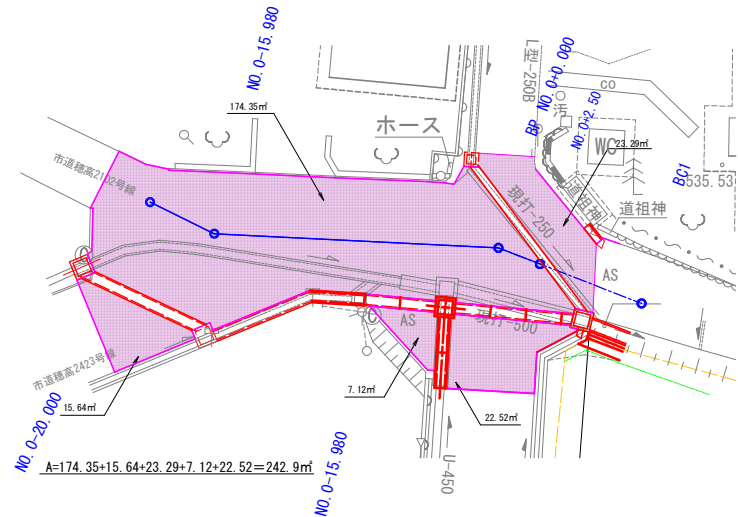 NO. 0-15. 980
174. 35㎡
ホース
L型-250B
BP NO. 0+0. 000
NO. 0+2. 50
汚
WC
CO
23. 29㎡
BC1
535. 53
道祖神
道祖神
市道穂高2102号線
現打-250
AS
AS
現打-500
市道穂高2423号線
15. 64㎡
7. 12㎡
22. 52㎡
U-450
NO. 0-20. 000
NO. 0-15. 980
A=174. 35+15. 64+23. 29+7. 12+22. 52＝242. 9㎡